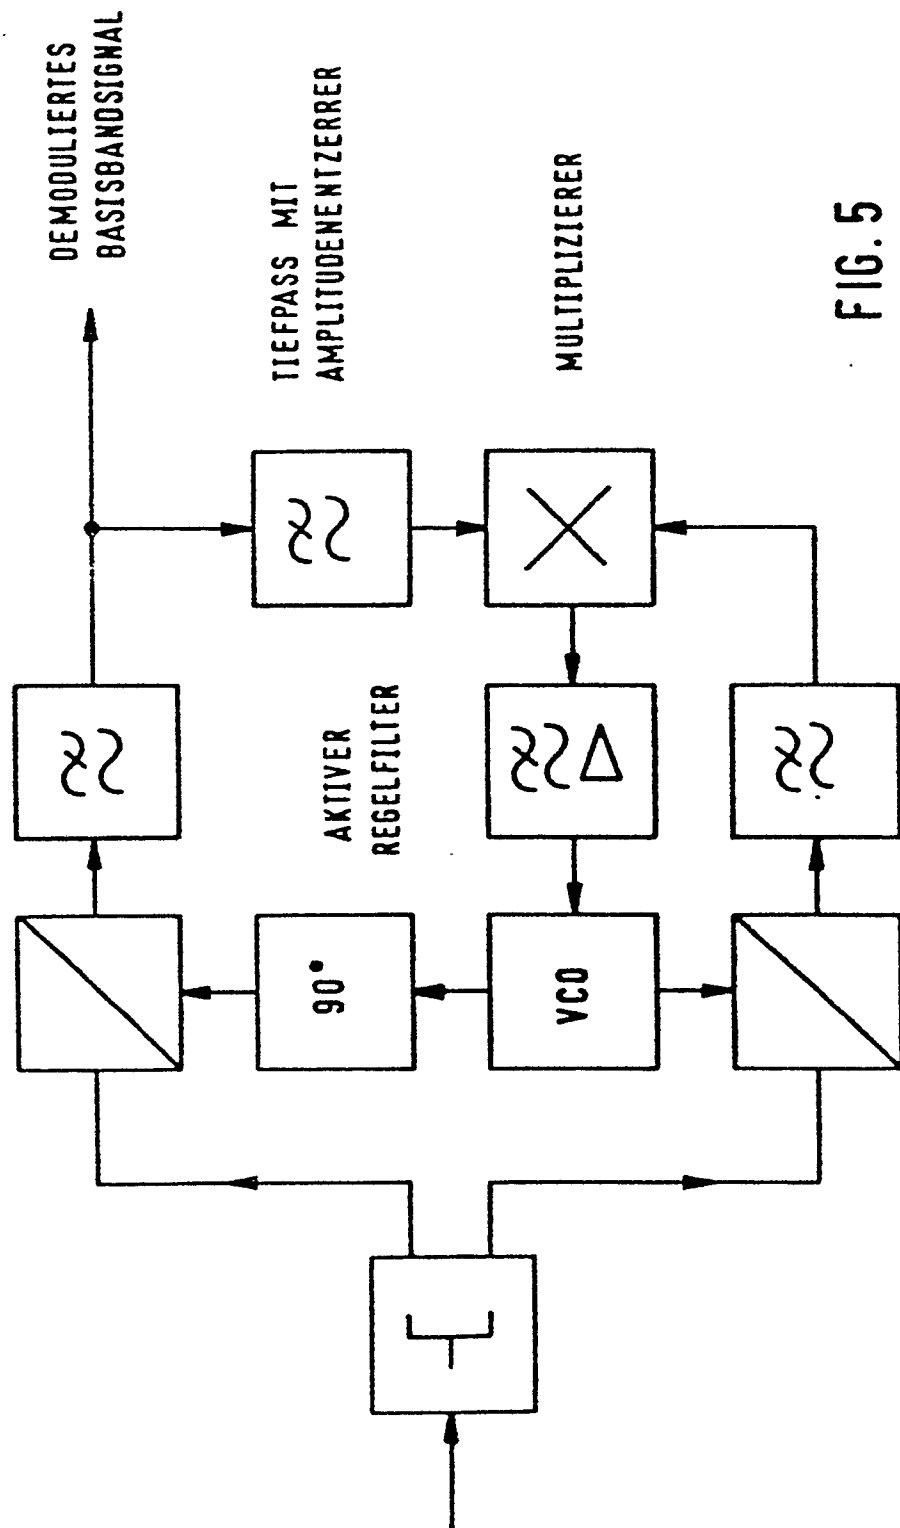 DEMODULIERTES
BASISBANDSIGNAL
TIEFPASS MIT
AMPLITUDENENTZERRER
MULTIPLIZIERER
AKTIVER
REGELFILTER
90°
VCO
FIG. 5